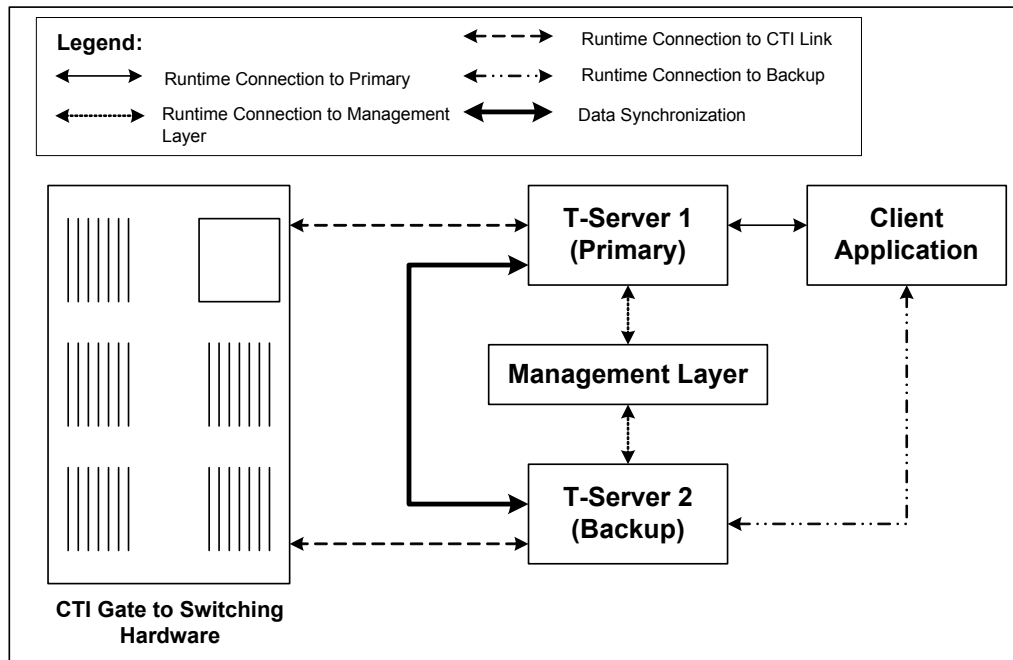 Legend:
Runtime Connection to CTI Link
Runtime Connection to Primary
Runtime Connection to Backup
Runtime Connection to Management
Layer
Data Synchronization
T-Server 1
(Primary)
Client
Application
Management Layer
T-Server 2
(Backup)
CTI Gate to Switching
Hardware